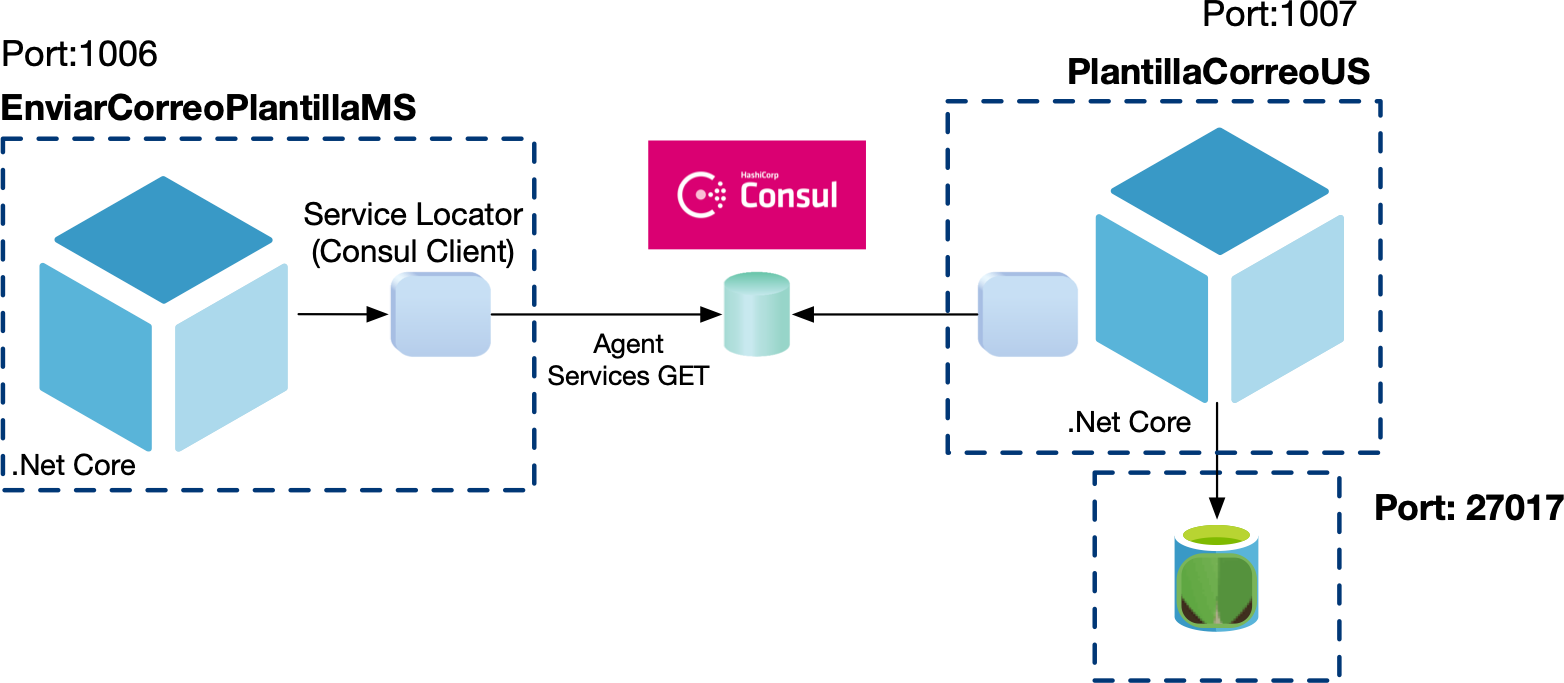 Port:1006
EnviarCorreoPlantillaMS
Service Locator
(Consul Client)
.Net Core
HashiCorp
Consul
Agent
Services GET
Port:1007
PlantillaCorreoUS
.Net Core
Port: 27017